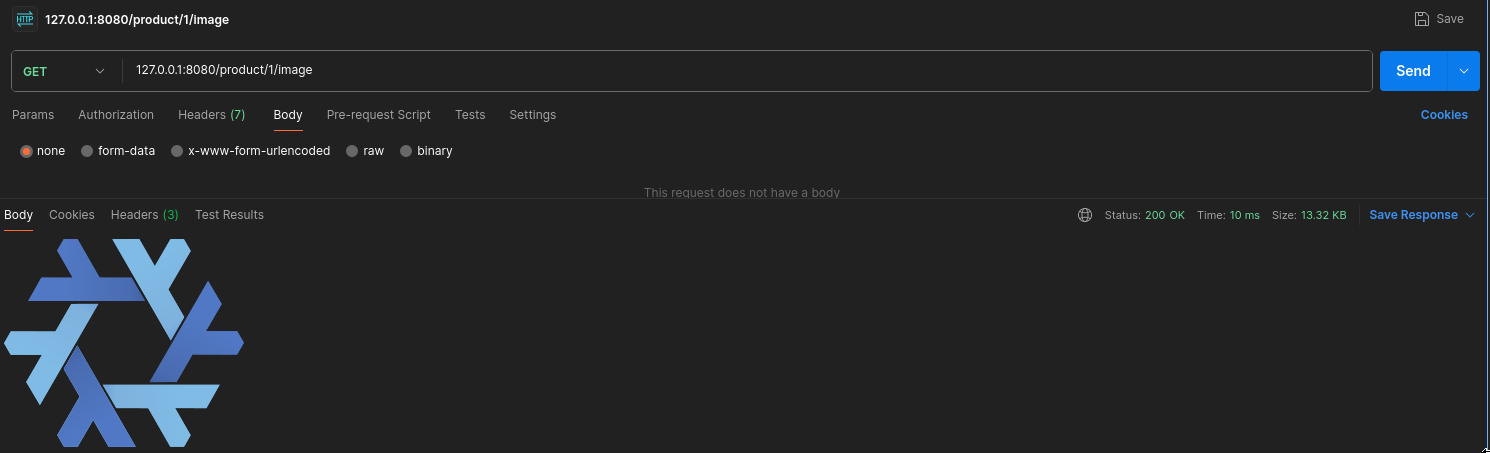 HTTP 127.0.0.1:8080/product/1/image Save
GET 127.0.0.1:8080/product/1/image Send
Params Authorization Headers (7) Body Pre-request Script Tests Settings Cookies
none form-data x-www-form-urlencoded raw binary
This request does not have a body
Body Cookies Headers (3) Test Results Status: 200 OK Time: 10 ms Size: 13.32 KB Save Response